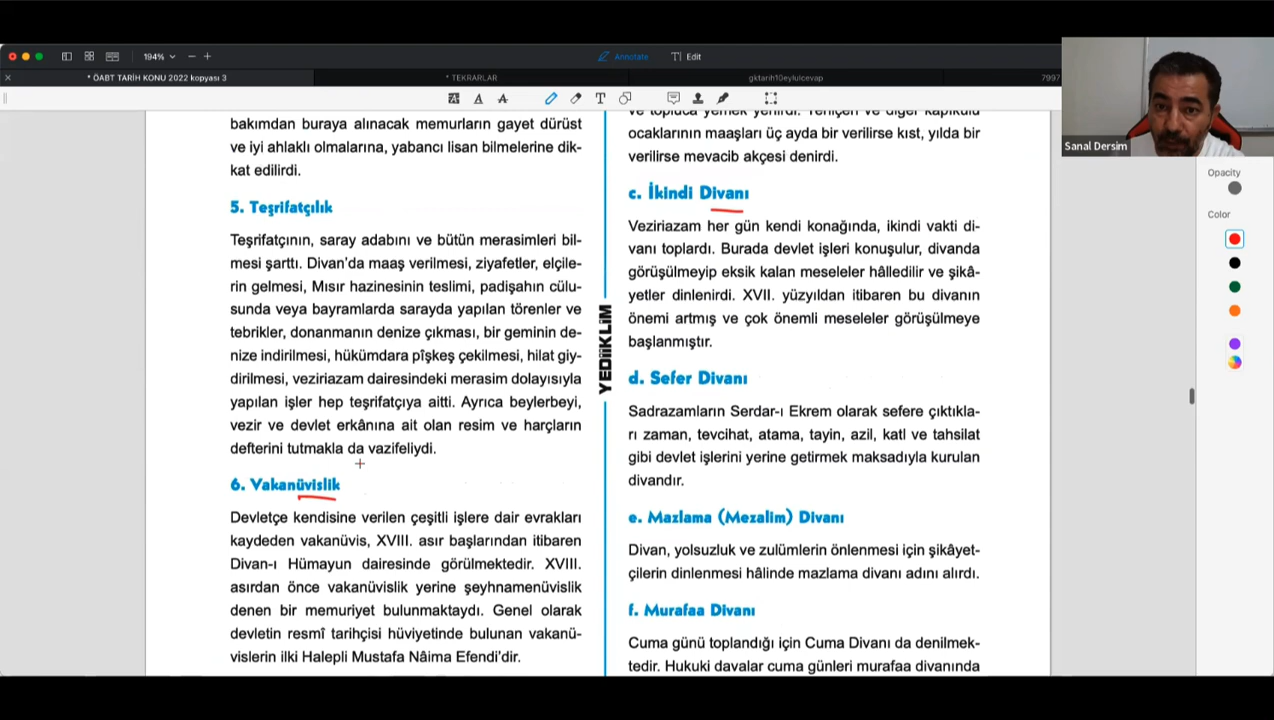 194%
Annotate
Edit
* ÖABT TARİH KONU 2022 kopyası 3
* TEKRARLAR
gktarih10eylulcevap
7997
bakımdan buraya alınacak memurların gayet dürüst
ve iyi ahlaklı olmalarına, yabancı lisan bilmelerine dik-
kat edilirdi.
5. Teşrifatçılık
Teşrifatçının, saray adabını ve bütün merasimleri bil-
mesi şarttı. Divan’da maaş verilmesi, ziyafetler, elçile-
rin gelmesi, Mısır hazinesinin teslimi, padişahın cülu-
sunda veya bayramlarda sarayda yapılan törenler ve
tebrikler, donanmanın denize çıkması, bir geminin de-
nize indirilmesi, hükümdara pîşkeş çekilmesi, hilat giy-
dirilmesi, veziriazam dairesindeki merasim dolayısıyla
yapılan işler hep teşrifatçıya aitti. Ayrıca beylerbeyi,
vezir ve devlet erkânına ait olan resim ve harçların
defterini tutmakla da vazifeliydi.
6. Vakanüvislik
Devletçe kendisine verilen çeşitli işlere dair evrakları
kaydeden vakanüvis, XVIII. asır başlarından itibaren
Divan-ı Hümayun dairesinde görülmektedir. XVIII.
asırdan önce vakanüvislik yerine şeyhnamenüvislik
denen bir memuriyet bulunmaktaydı. Genel olarak
devletin resmî tarihçisi hüviyetinde bulunan vakanü-
vislerin ilki Halepli Mustafa Nâima Efendi’dir.
YEDİİKLİM
ve topluca yemek yenirdi. Yeniçeri ve diğer kapıkulu
ocaklarının maaşları üç ayda bir verilirse kıst, yılda bir
verilirse mevacib akçesi denirdi.
c. İkindi Divanı
Veziriazam her gün kendi konağında, ikindi vakti di-
vanı toplardı. Burada devlet işleri konuşulur, divanda
görüşülmeyip eksik kalan meseleler hâlledilir ve şikâ-
yetler dinlenirdi. XVII. yüzyıldan itibaren bu divanın
önemi artmış ve çok önemli meseleler görüşülmeye
başlanmıştır.
d. Sefer Divanı
Sadrazamların Serdar-ı Ekrem olarak sefere çıktıkla-
rı zaman, tevcihat, atama, tayin, azil, katl ve tahsilat
gibi devlet işlerini yerine getirmek maksadıyla kurulan
divandır.
e. Mazlama (Mezalim) Divanı
Divan, yolsuzluk ve zulümlerin önlenmesi için şikâyet-
çilerin dinlenmesi hâlinde mazlama divanı adını alırdı.
f. Murafaa Divanı
Cuma günü toplandığı için Cuma Divanı da denilmek-
tedir. Hukuki davalar cuma günleri murafaa divanında
Sanal Dersim
Opacity
Color